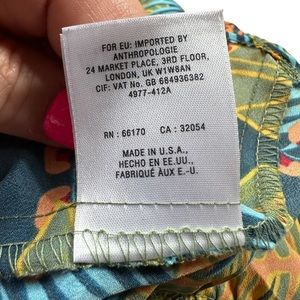 FOR EU: IMPORTED BY
ANTHROPOLOGIE
24 MARKET PLACE, 3RD FLOOR,
LONDON, UK W1W8AN
CIF: VAT No. GB 684936382
4977-412A
RN : 66170 CA : 32054
MADE IN U.S.A.,
HECHO EN EE.UU.,
FABRIQUÉ AUX E.-U.